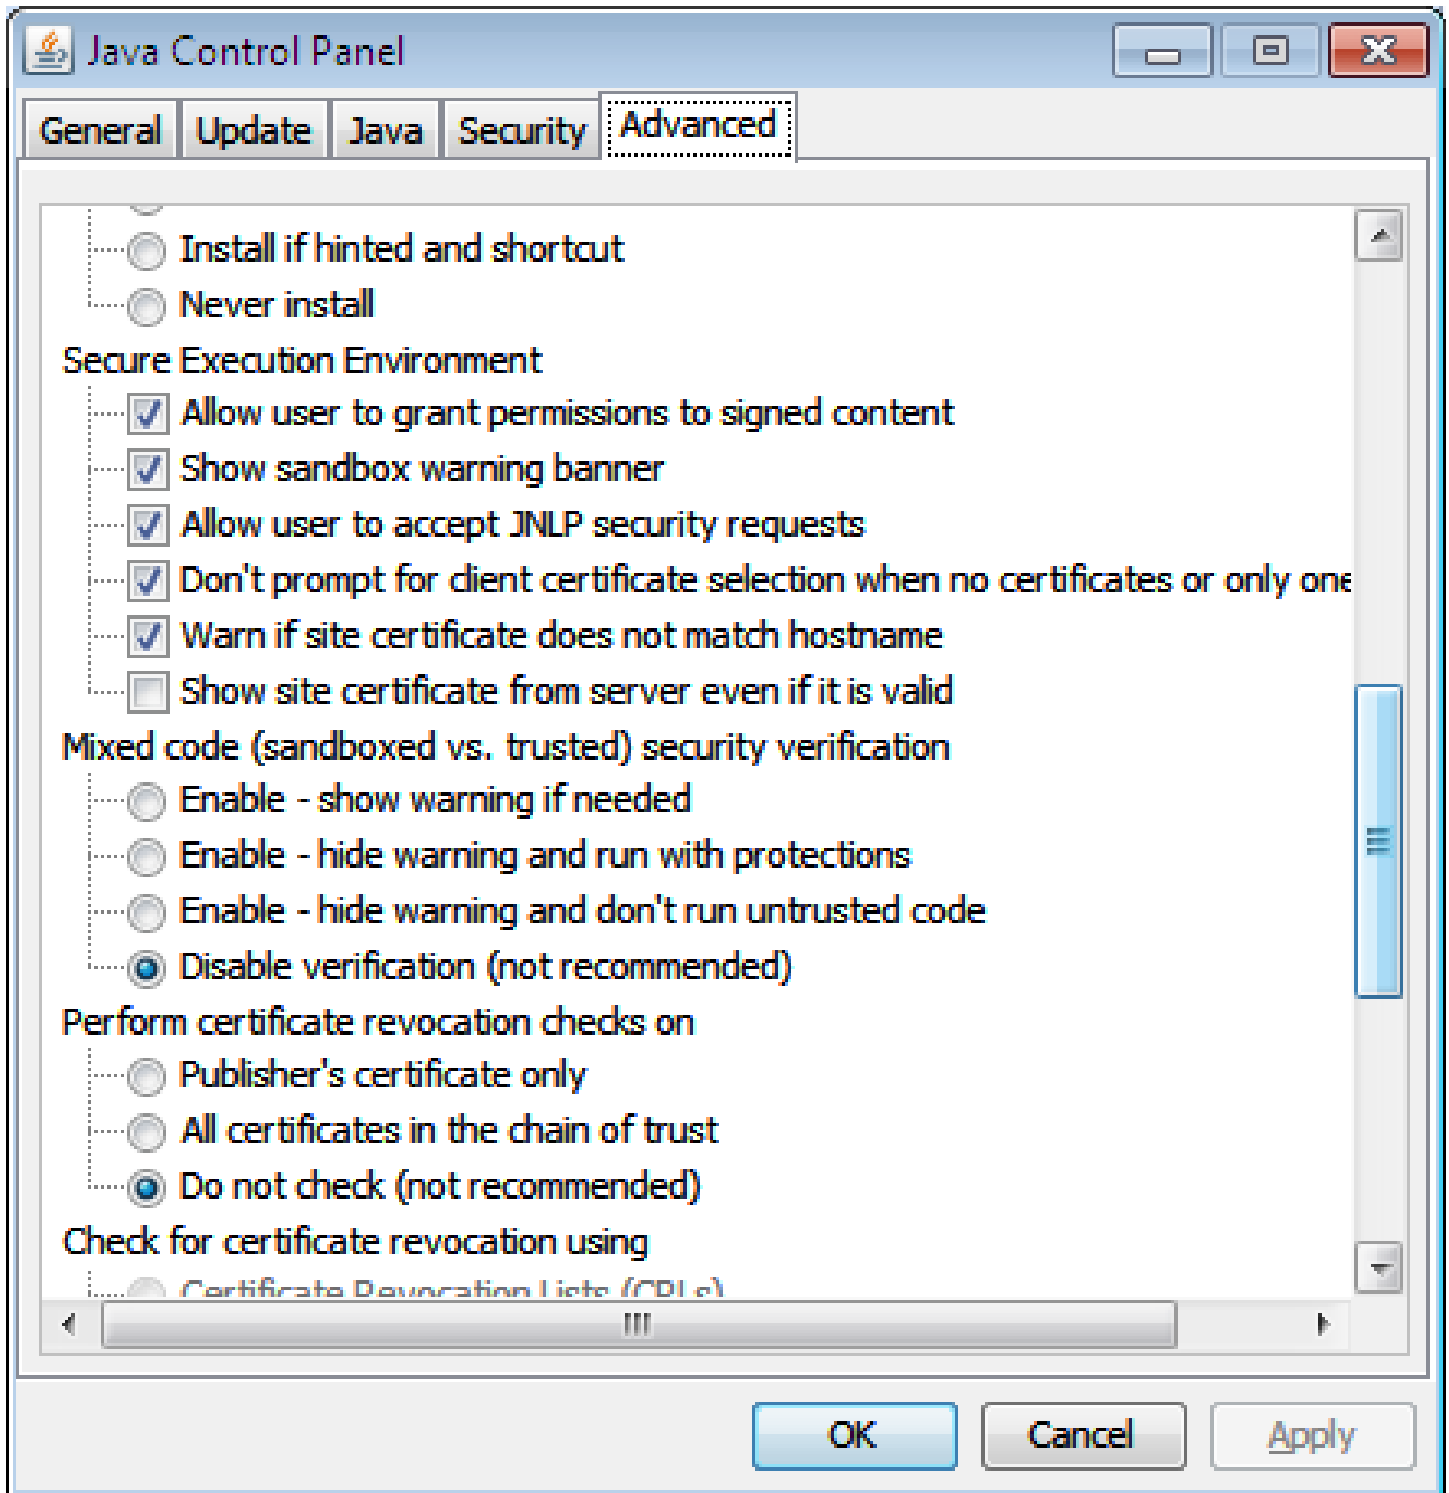 Java Control Panel
General Update Java Security Advanced
Install if hinted and shortcut
Never install
Secure Execution Environment
Allow user to grant permissions to signed content
Show sandbox warning banner
Allow user to accept JNLP security requests
Don't prompt for client certificate selection when no certificates or only one
Warn if site certificate does not match hostname
Show site certificate from server even if it is valid
Mixed code (sandboxed vs. trusted) security verification
Enable - show warning if needed
Enable - hide warning and run with protections
Enable - hide warning and don't run untrusted code
Disable verification (not recommended)
Perform certificate revocation checks on
Publisher's certificate only
All certificates in the chain of trust
Do not check (not recommended)
Check for certificate revocation using
Certificate Revocation Lists (CRLs)
OK Cancel Apply